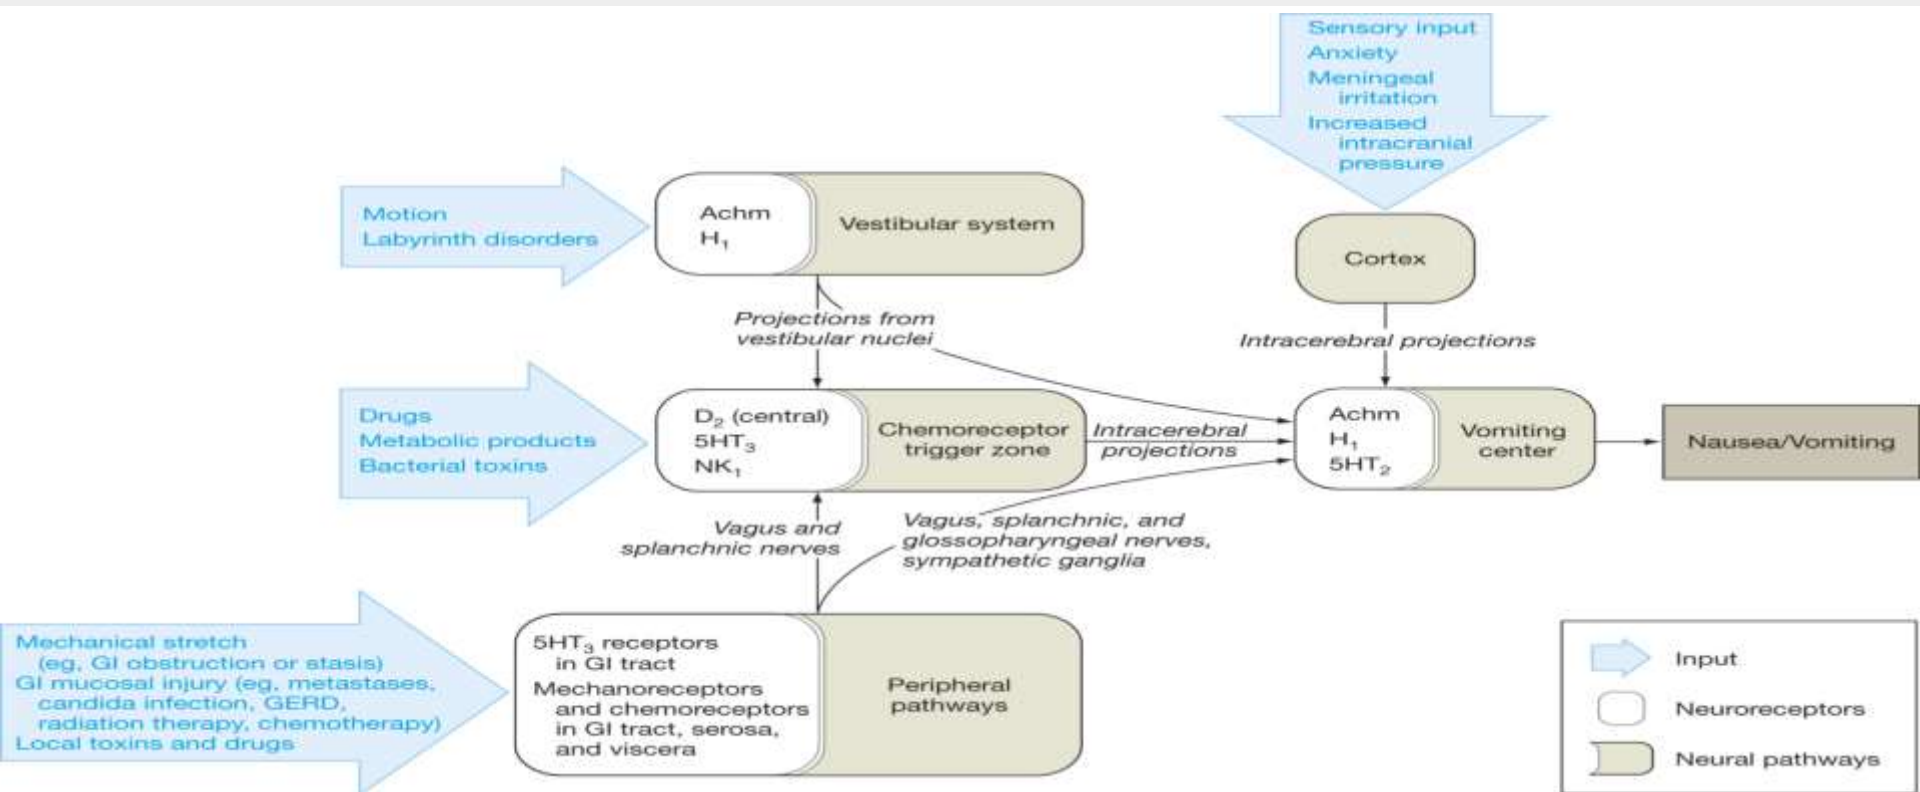 Sensory input
Anxiety
Meningeal
irritation
Increased
intracranial
pressure
Motion
Labyrinth disorders
Achm
H₁
Vestibular system
Cortex
Projections from
vestibular nuclei
Intracerebral projections
Drugs
Metabolic products
Bacterial toxins
D₂ (central)
5HT₃
NK₁
Chemoreceptor
trigger zone
Intracerebral
projections
Achm
H₁
5HT₂
Vomiting
center
Nausea/Vomiting
Vagus and
splanchnic nerves
Vagus, splanchnic, and
glossopharyngeal nerves,
sympathetic ganglia
Mechanical stretch
(eg, GI obstruction or stasis)
GI mucosal injury (eg, metastases,
candida infection, GERD,
radiation therapy, chemotherapy)
Local toxins and drugs
5HT₃ receptors
in GI tract
Mechanoreceptors
and chemoreceptors
in GI tract, serosa,
and viscera
Peripheral
pathways
Input
Neuroreceptors
Neural pathways